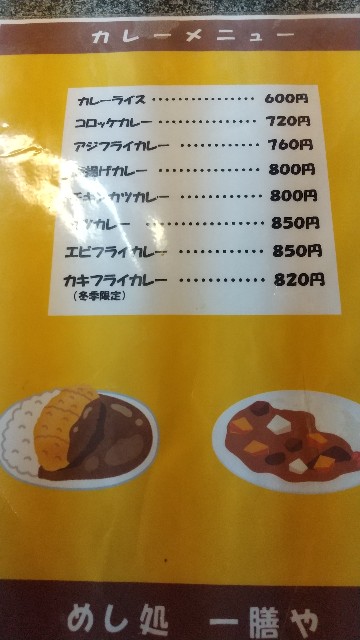 カレーメニュー
カレーライス ・・・・・・・・・・・・・・・ 600円
コロッケカレー ・・・・・・・・・・・・・ 720円
アジフライカレー ・・・・・・・・・・・ 760円
揚げカレー ・・・・・・・・・・・・・ 800円
チキンカツカレー ・・・・・・・・・・・ 800円
カツカレー ・・・・・・・・・・・・・・・ 850円
エビフライカレー ・・・・・・・・・・・ 850円
カキフライカレー ・・・・・・・・・・・ 820円
(冬季限定)
めし処 一膳や